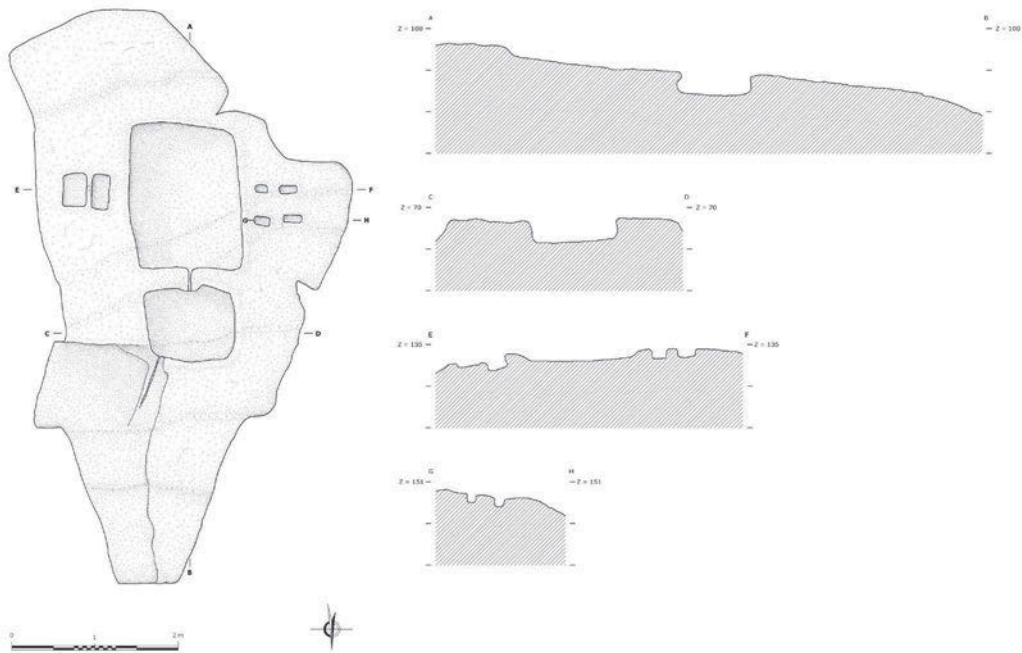 A
E
F
G
H
C
D
B
0 1 2 m
A B
Z = 100 Z = 100
C D
Z = 70 Z = 70
E F
Z = 135 Z = 135
G H
Z = 151 Z = 151